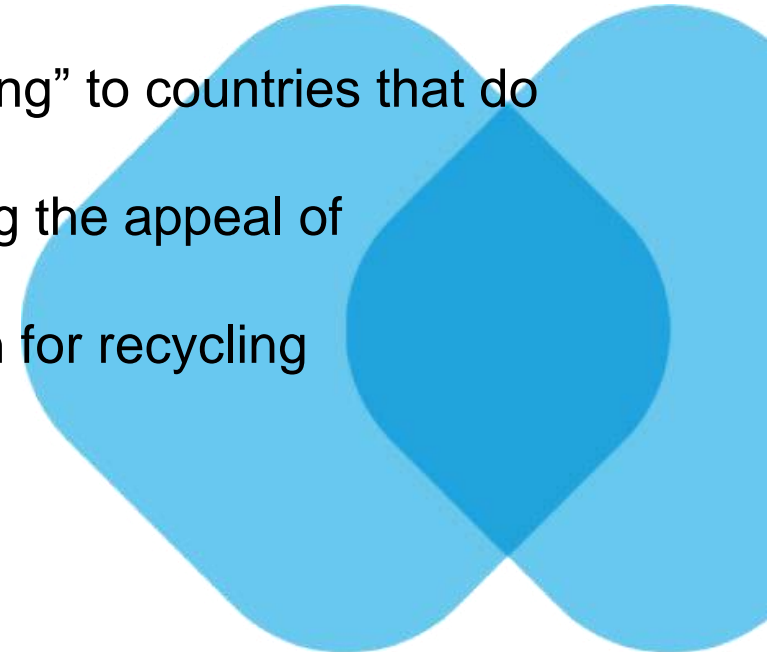 ng” to countries that do
g the appeal of
for recycling